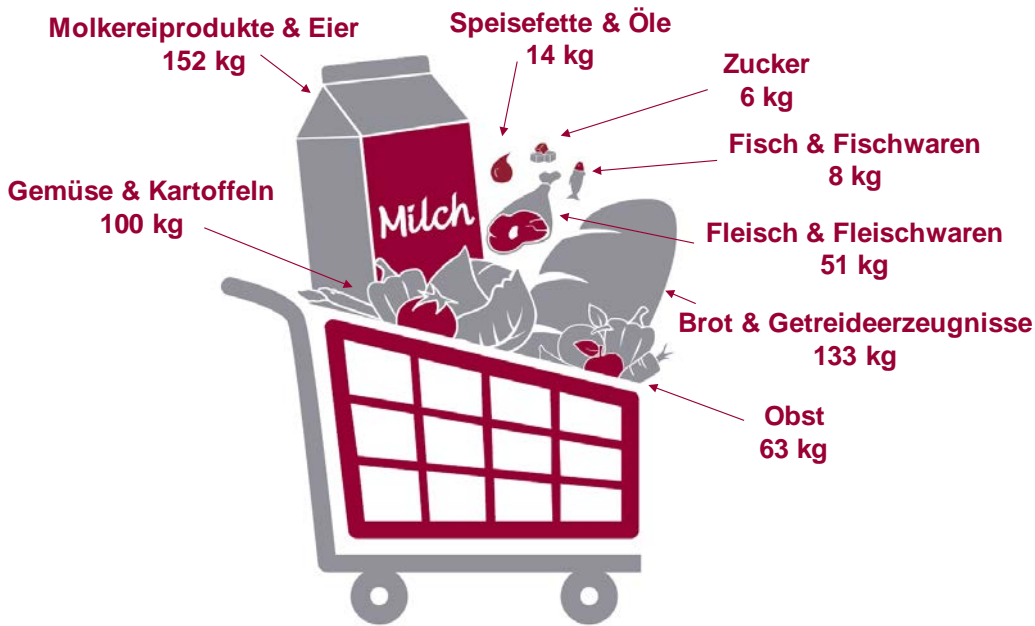 Molkereiprodukte & Eier
152 kg
Speisefette & Öle
14 kg
Zucker
6 kg
Fisch & Fischwaren
8 kg
Gemüse & Kartoffeln
100 kg
Milch
Fleisch & Fleischwaren
51 kg
Brot & Getreideerzeugnisse
133 kg
Obst
63 kg